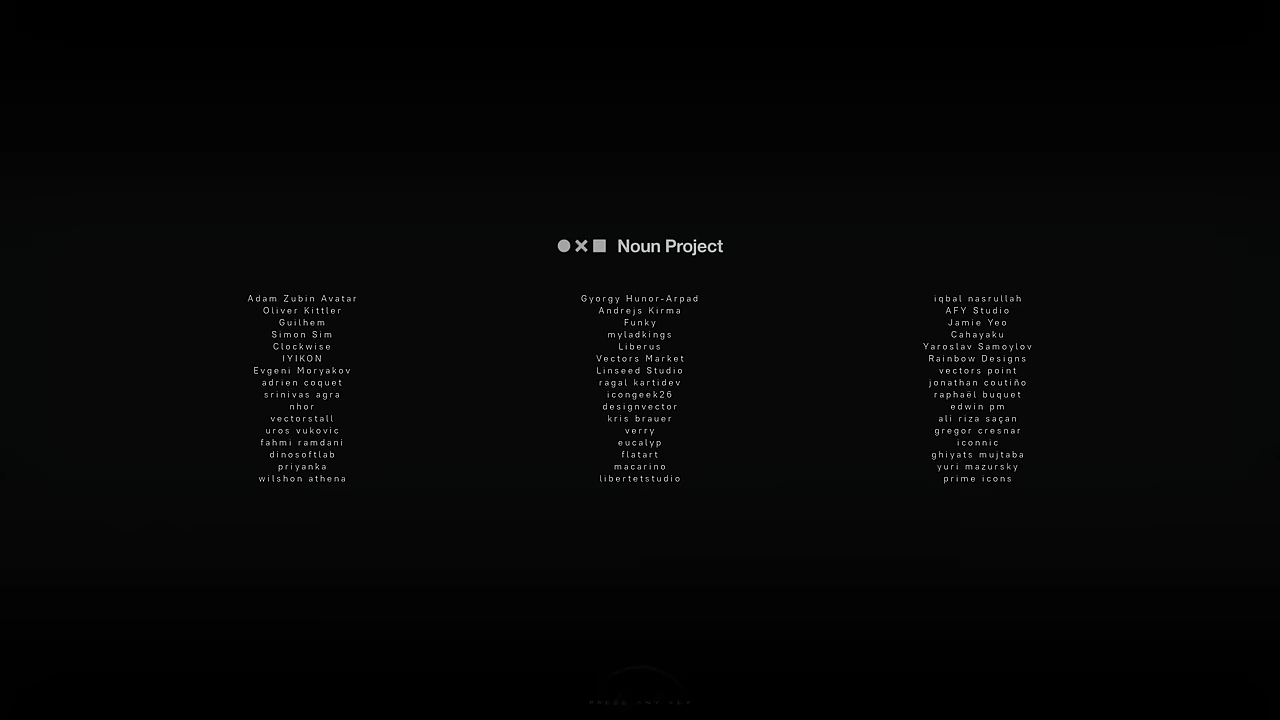 Noun Project
Adam Zubin Avatar
Oliver Kittler
Guilhem
Simon Sim
Clockwise
IYIKON
Evgeni Moryakov
adrien coquet
srinivas agra
nhor
vectorstall
uros vukovic
fahmi ramdani
dinosoftlab
priyanka
wilshon athena
Gyorgy Hunor-Arpad
Andrejs Kirma
Funky
myladkings
Liberus
Vectors Market
Linseed Studio
ragal kartidev
icongeek26
designvector
kris brauer
verry
eucalyp
flatart
macarino
libertetstudio
iqbal nasrullah
AFY Studio
Jamie Yeo
Cahayaku
Yaroslav Samoylov
Rainbow Designs
vectors point
jonathan coutiño
raphaël buquet
edwin pm
ali riza saçan
gregor cresnar
iconnic
ghiyats mujtaba
yuri mazursky
prime icons